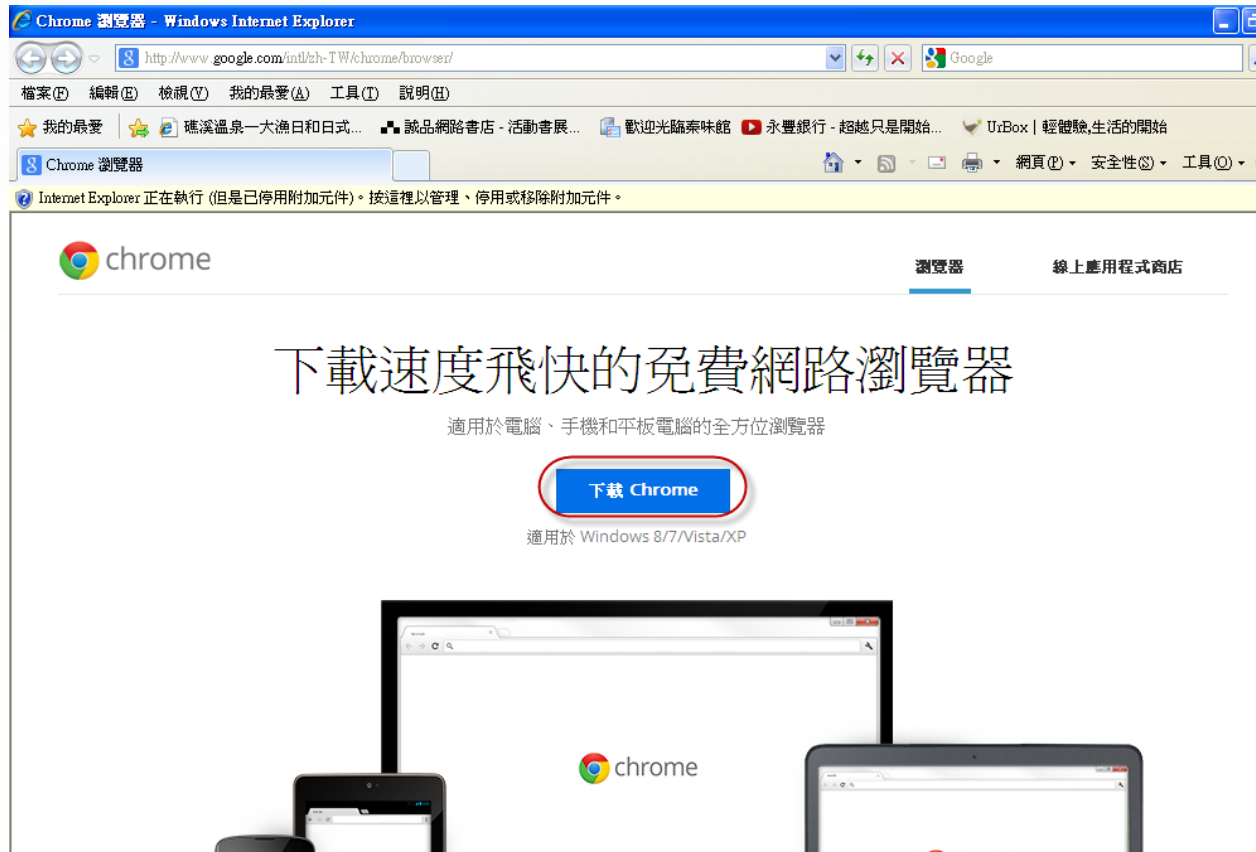 Chrome 瀏覽器 - Windows Internet Explorer
http://www.google.com/intl/zh-TW/chrome/browser/ Google
檔案(F) 編輯(E) 檢視(V) 我的最愛(A) 工具(T) 說明(H)
我的最愛 礁溪溫泉一大漁日和日式... 誠品網路書店 - 活動書展... 歡迎光臨泰味館 永豐銀行 - 超越只是開始... UrBox | 輕體驗,生活的開始
Chrome 瀏覽器 網頁(P) 安全性(S) 工具(O)
Internet Explorer 正在執行 (但是已停用附加元件)。按這裡以管理、停用或移除附加元件。
chrome 瀏覽器 線上應用程式商店
下載速度飛快的免費網路瀏覽器
適用於電腦、手機和平板電腦的全方位瀏覽器
下載 Chrome
適用於 Windows 8/7/Vista/XP
chrome